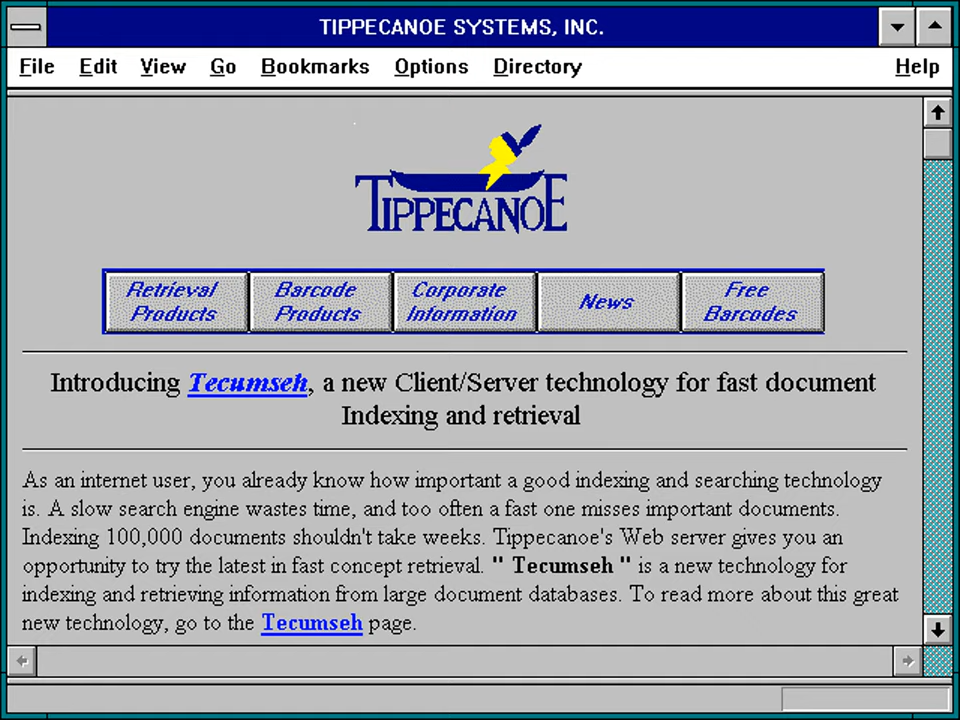 TIPPECANOE SYSTEMS, INC.
File Edit View Go Bookmarks Options Directory Help
TIPPECANOE
Retrieval Products
Barcode Products
Corporate Information
News
Free Barcodes
Introducing Tecumseh, a new Client/Server technology for fast document
Indexing and retrieval
As an internet user, you already know how important a good indexing and searching technology
is. A slow search engine wastes time, and too often a fast one misses important documents.
Indexing 100,000 documents shouldn't take weeks. Tippecanoe's Web server gives you an
opportunity to try the latest in fast concept retrieval. " Tecumseh " is a new technology for
indexing and retrieving information from large document databases. To read more about this great
new technology, go to the Tecumseh page.